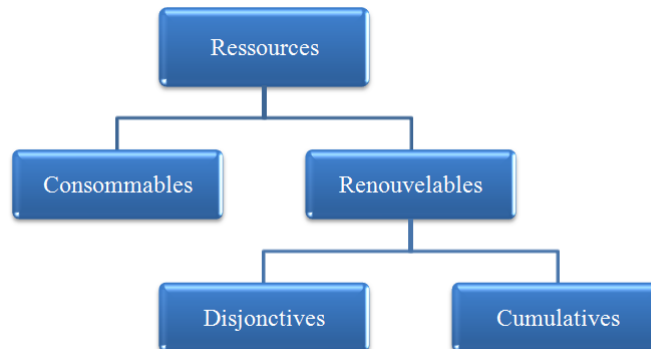 Ressources
Consommables
Renouvelables
Disjonctives
Cumulatives